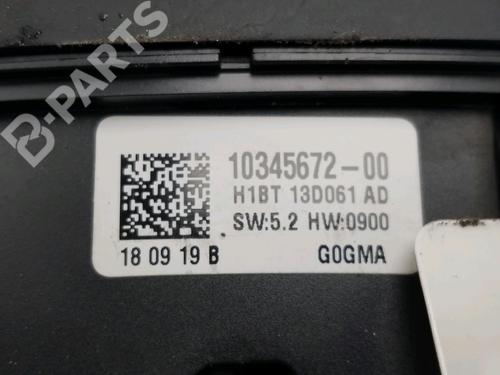 B-PARTS
10345672-00
H1BT 13D061 AD
SW:5.2 HW:0900
18 09 19 B
G0GMA